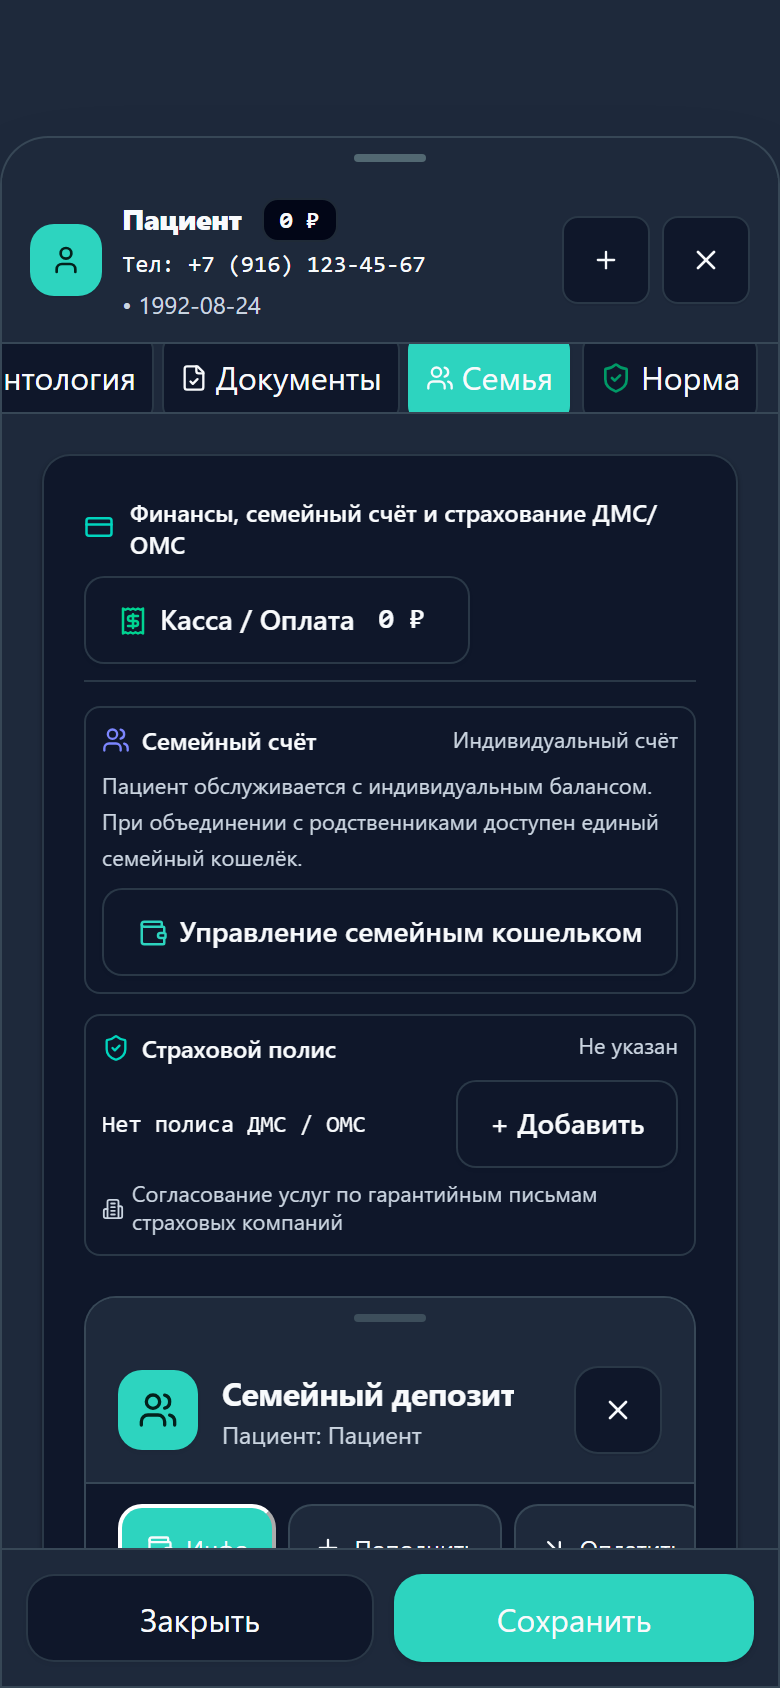 Пациент 0 ₽
Тел: +7 (916) 123-45-67
• 1992-08-24
нтология
Документы
Семья
Норма
Финансы, семейный счёт и страхование ДМС/
ОМС
Касса / Оплата 0 ₽
Семейный счёт
Индивидуальный счёт
Пациент обслуживается с индивидуальным балансом.
При объединении с родственниками доступен единый
семейный кошелёк.
Управление семейным кошельком
Страховой полис
Не указан
Нет полиса ДМС / ОМС
+ Добавить
Согласование услуг по гарантийным письмам
страховых компаний
Семейный депозит
Пациент: Пациент
Инфо
Пополнить
Оплатить
Закрыть
Сохранить